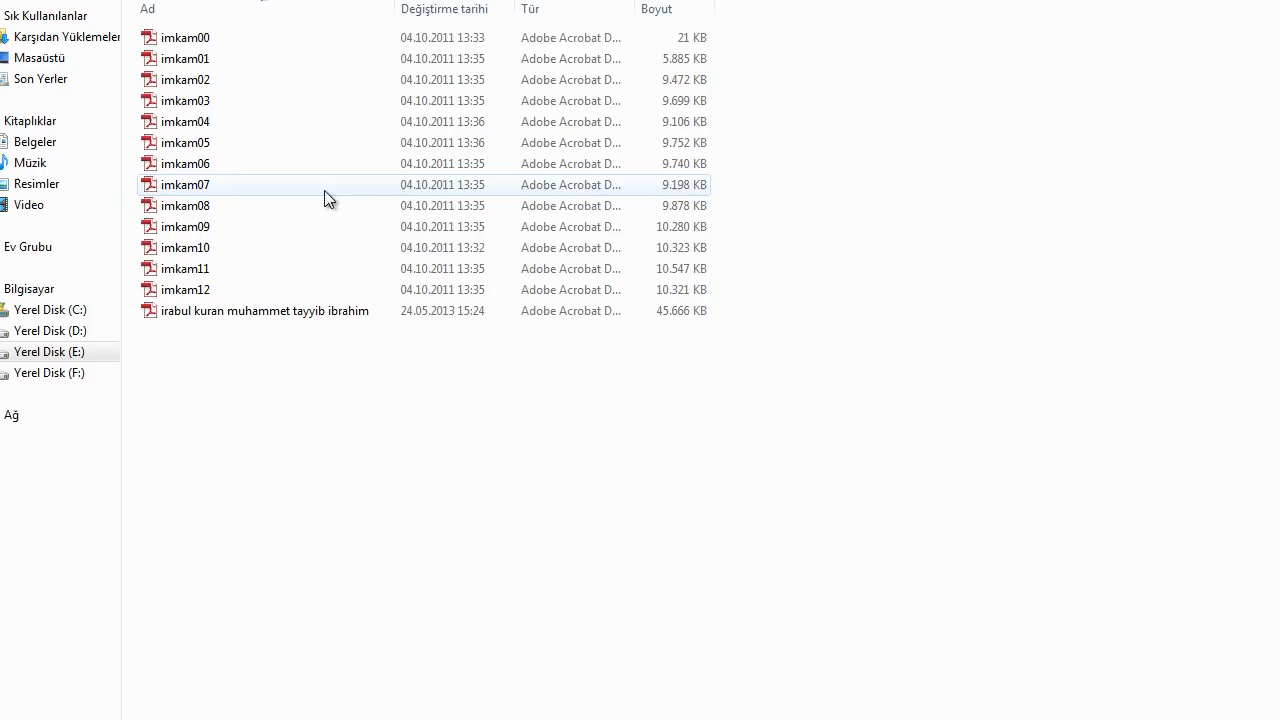 Sık Kullanılanlar
Karşıdan Yüklemeler
Masaüstü
Son Yerler
Kitaplıklar
Belgeler
Müzik
Resimler
Video
Ev Grubu
Bilgisayar
Yerel Disk (C:)
Yerel Disk (D:)
Yerel Disk (E:)
Yerel Disk (F:)
Ağ
Ad Değiştirme tarihi Tür Boyut
imkam00 04.10.2011 13:33 Adobe Acrobat D... 21 KB
imkam01 04.10.2011 13:35 Adobe Acrobat D... 5.885 KB
imkam02 04.10.2011 13:35 Adobe Acrobat D... 9.472 KB
imkam03 04.10.2011 13:35 Adobe Acrobat D... 9.699 KB
imkam04 04.10.2011 13:36 Adobe Acrobat D... 9.106 KB
imkam05 04.10.2011 13:36 Adobe Acrobat D... 9.752 KB
imkam06 04.10.2011 13:35 Adobe Acrobat D... 9.740 KB
imkam07 04.10.2011 13:35 Adobe Acrobat D... 9.198 KB
imkam08 04.10.2011 13:35 Adobe Acrobat D... 9.878 KB
imkam09 04.10.2011 13:35 Adobe Acrobat D... 10.280 KB
imkam10 04.10.2011 13:32 Adobe Acrobat D... 10.323 KB
imkam11 04.10.2011 13:35 Adobe Acrobat D... 10.547 KB
imkam12 04.10.2011 13:35 Adobe Acrobat D... 10.321 KB
irabul kuran muhammet tayyib ibrahim 24.05.2013 15:24 Adobe Acrobat D... 45.666 KB